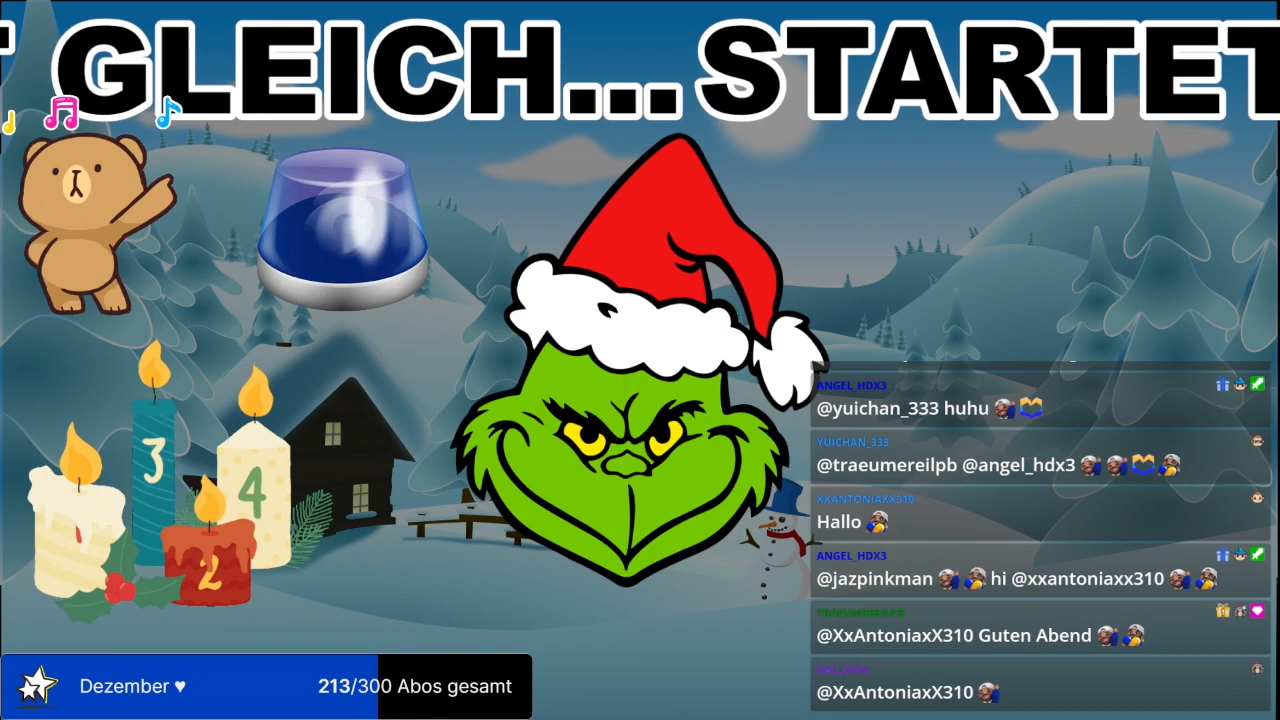 T GLEICH... STARTET
3
4
2
ANGEL_HDX3
@yuichan_333 huhu
YUICHAN_333
@traeumereilpb @angel_hdx3
XXANTONIAXX310
Hallo
ANGEL_HDX3
@jazpinkman hi @xxantoniaxx310
TRAEUMEREILPB
@XxAntoniaxX310 Guten Abend
@XxAntoniaxX310
Dezember ♥ 213/300 Abos gesamt